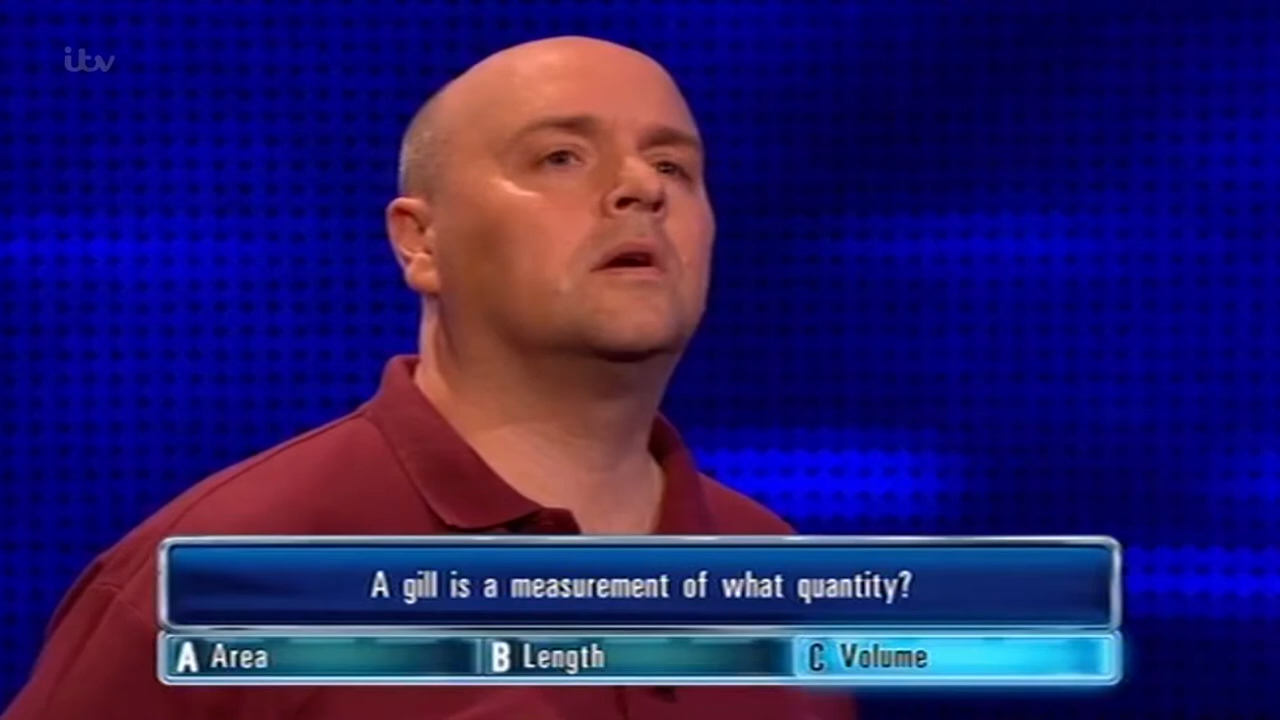 itv
A gill is a measurement of what quantity?
A Area B Length C Volume